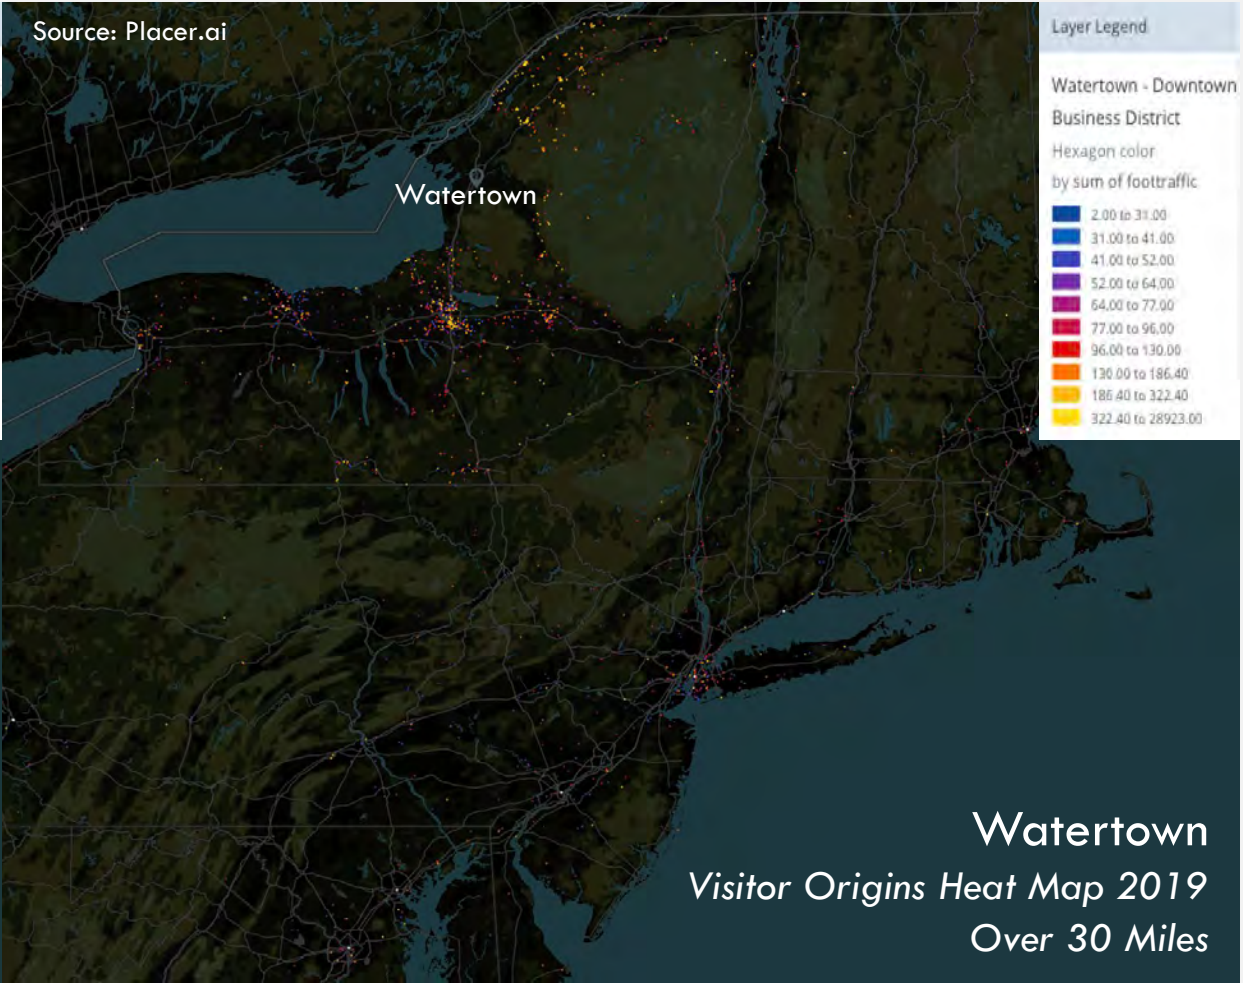 Source: Placer.ai
Layer Legend
Watertown - Downtown
Business District
Hexagon color
by sum of foottraffic
2.00 to 31.00
31.00 to 41.00
41.00 to 52.00
52.00 to 64.00
64.00 to 77.00
77.00 to 96.00
96.00 to 130.00
130.00 to 186.40
186.40 to 322.40
322.40 to 28923.00
Watertown
Watertown
Visitor Origins Heat Map 2019
Over 30 Miles